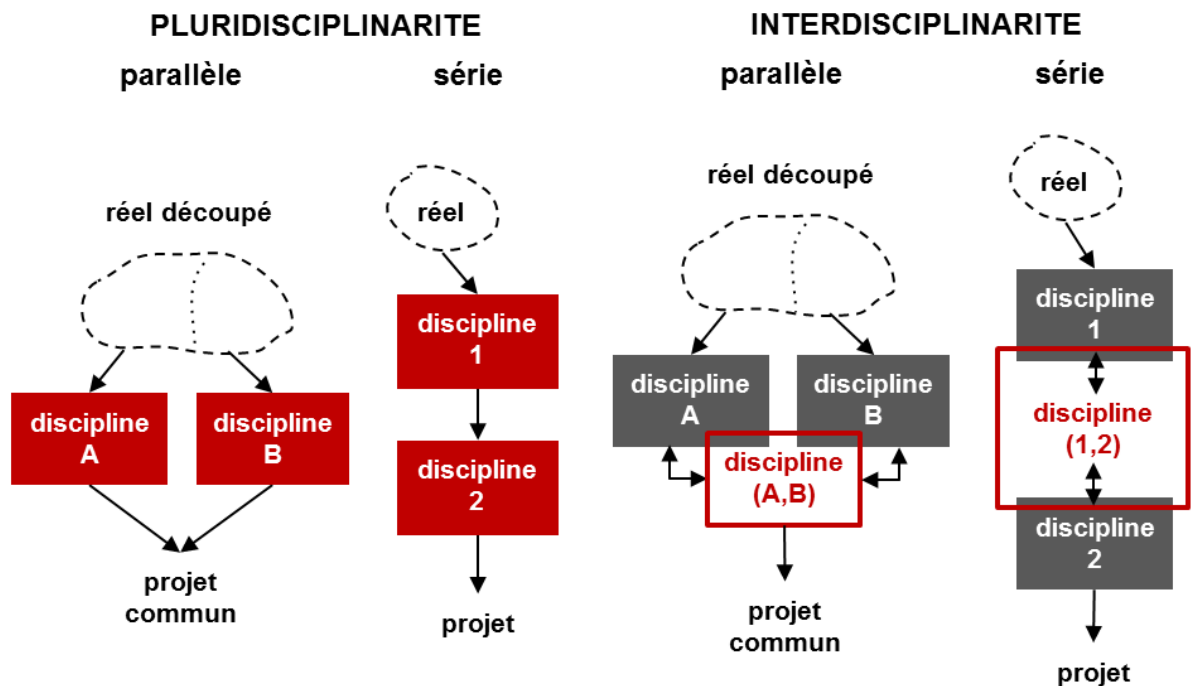 PLURIDISCIPLINARITE
parallèle
série
réel découpé
réel
discipline
A
discipline
B
projet
commun
discipline
1
discipline
2
projet
INTERDISCIPLINARITE
parallèle
série
réel découpé
réel
discipline
A
discipline
B
discipline
(A,B)
projet
commun
discipline
1
discipline
(1,2)
discipline
2
projet